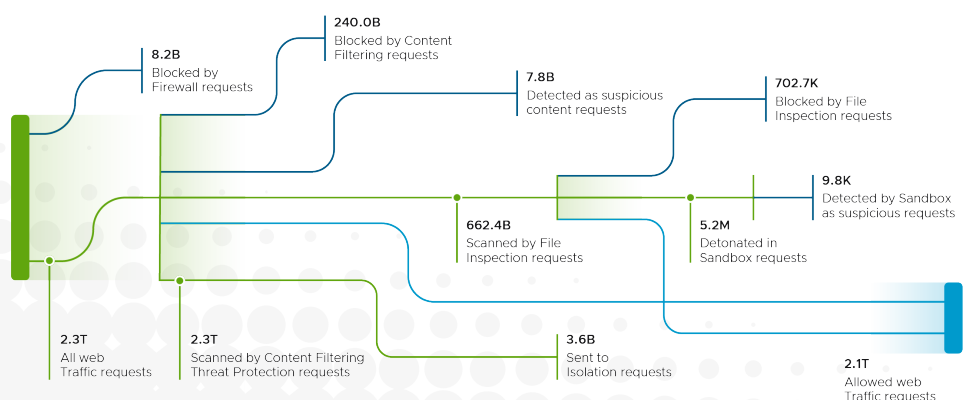 240.0B
Blocked by Content
Filtering requests
8.2B
Blocked by
Firewall requests
7.8B
Detected as suspicious
content requests
702.7K
Blocked by File
Inspection requests
9.8K
Detected by Sandbox
as suspicious requests
662.4B
Scanned by File
Inspection requests
5.2M
Detonated in
Sandbox requests
2.3T
All web
Traffic requests
2.3T
Scanned by Content Filtering
Threat Protection requests
3.6B
Sent to
Isolation requests
2.1T
Allowed web
Traffic requests